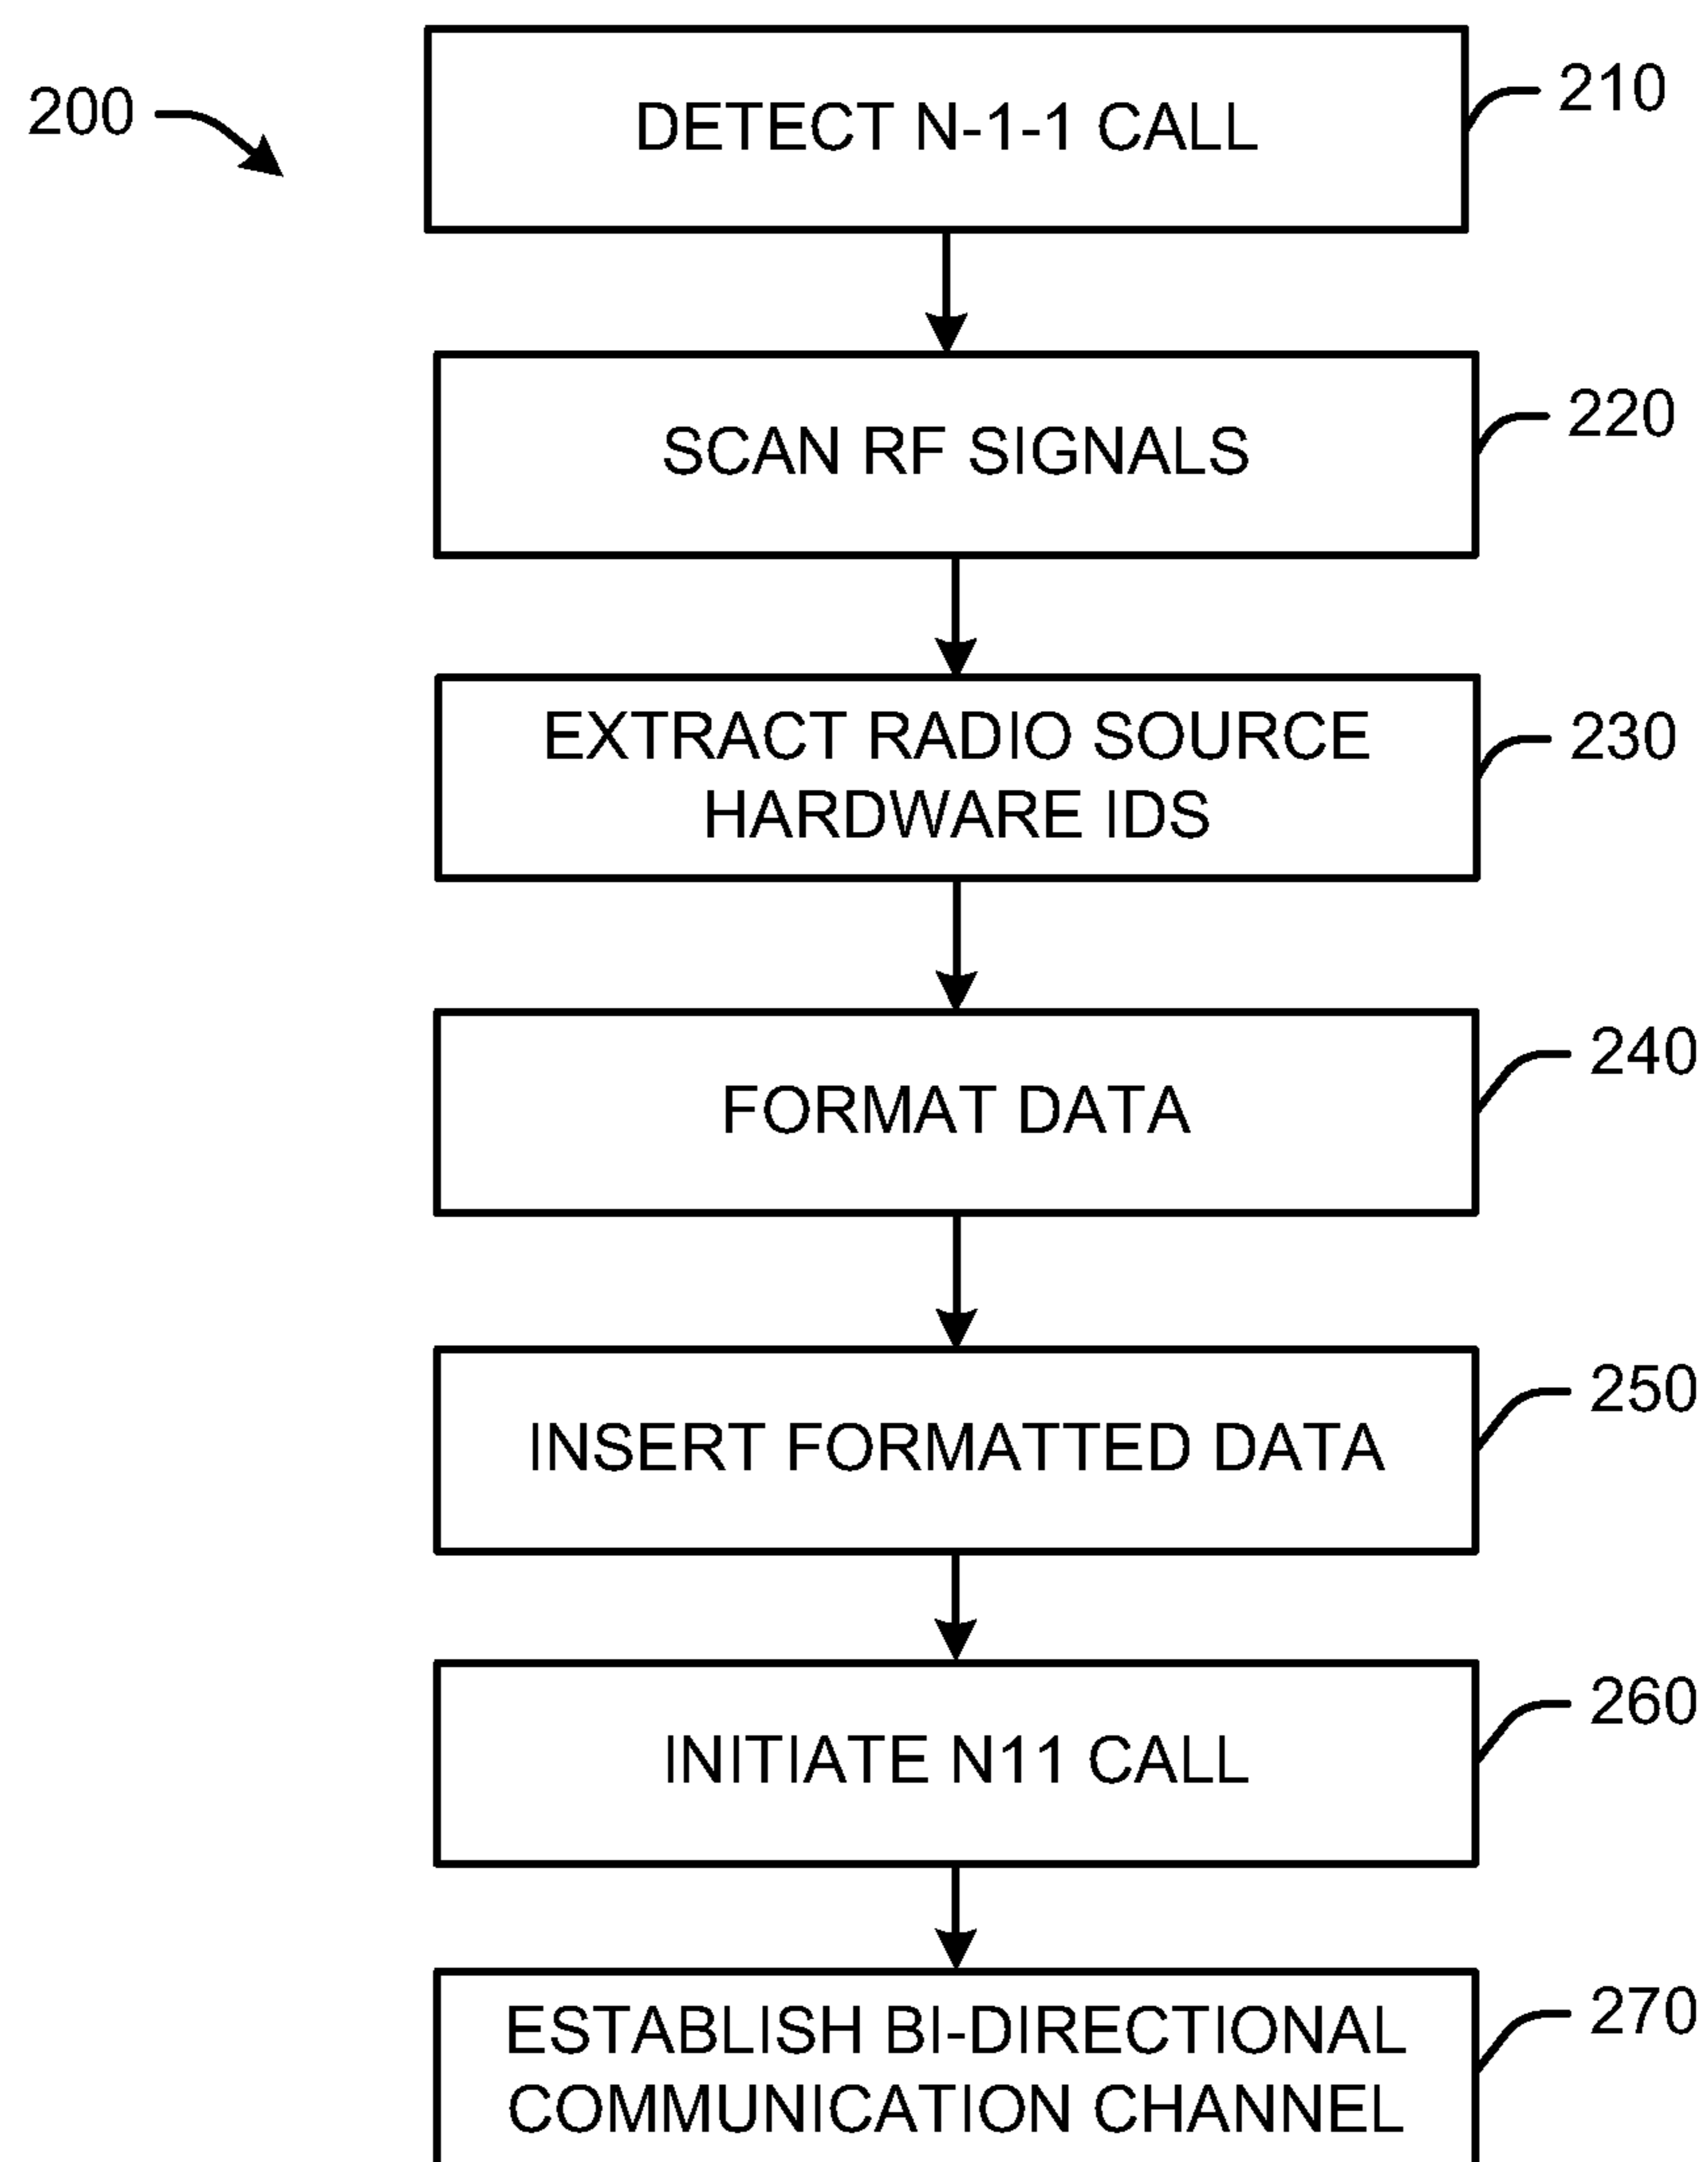 200
DETECT N-1-1 CALL
210
SCAN RF SIGNALS
220
EXTRACT RADIO SOURCE
HARDWARE IDS
230
FORMAT DATA
240
INSERT FORMATTED DATA
250
INITIATE N11 CALL
260
ESTABLISH BI-DIRECTIONAL
COMMUNICATION CHANNEL
270